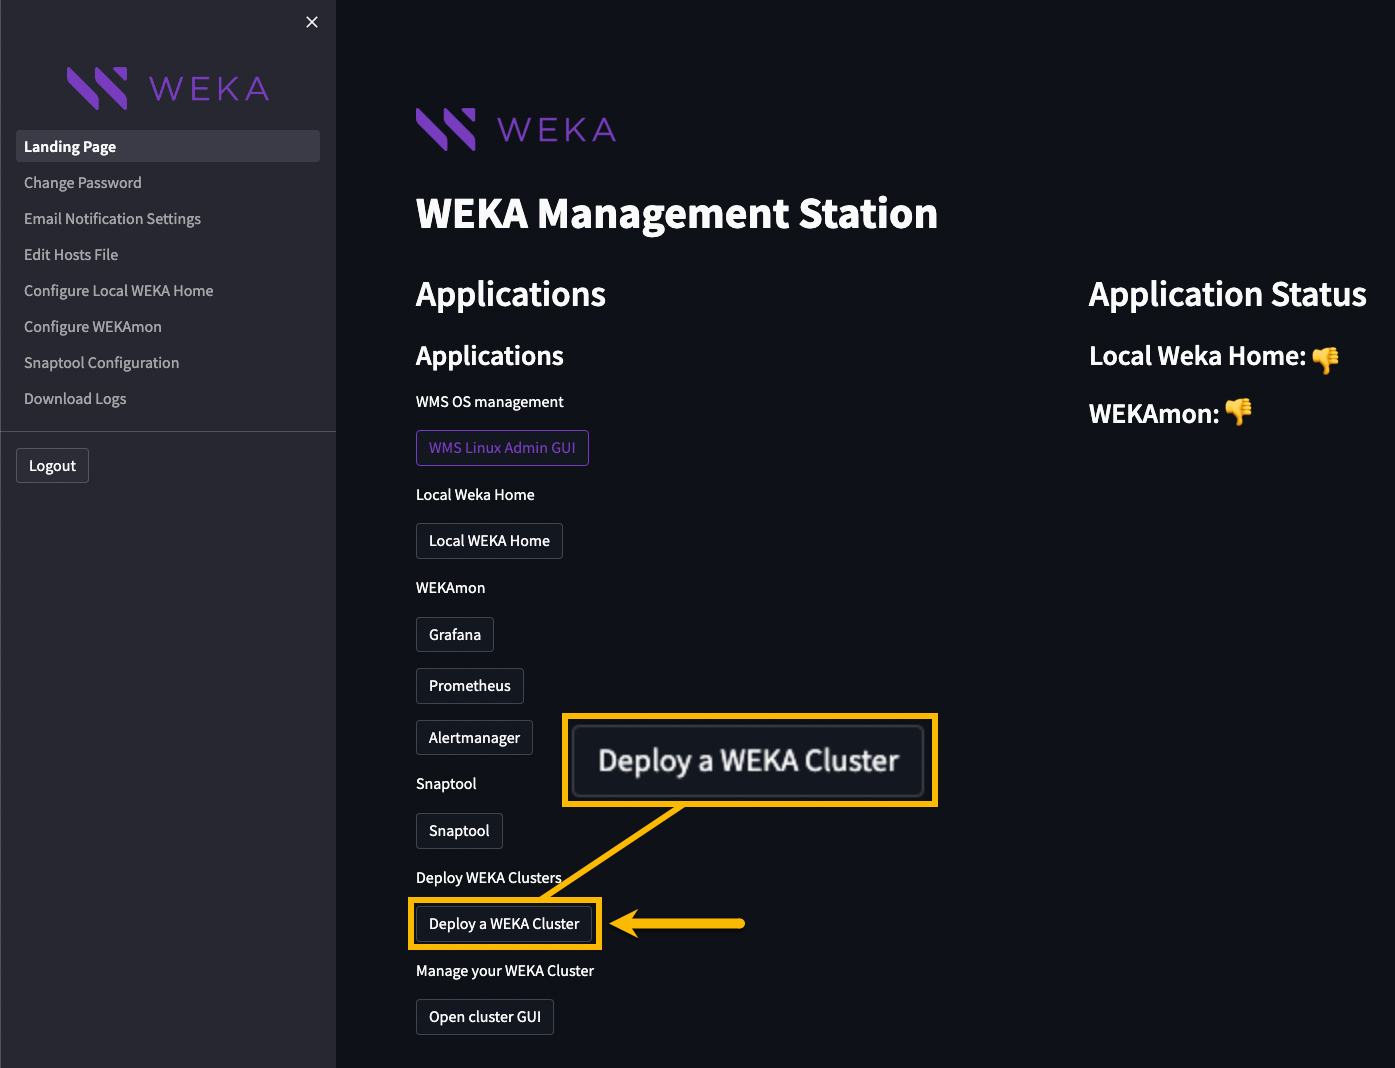 WEKA
Landing Page
Change Password
Email Notification Settings
Edit Hosts File
Configure Local WEKA Home
Configure WEKAmon
Snaptool Configuration
Download Logs
Logout
WEKA
WEKA Management Station
Applications
Applications
WMS OS management
WMS Linux Admin GUI
Local Weka Home
Local WEKA Home
WEKAmon
Grafana
Prometheus
Alertmanager
Snaptool
Snaptool
Deploy WEKA Clusters
Deploy a WEKA Cluster
Deploy a WEKA Cluster
Manage your WEKA Cluster
Open cluster GUI
Application Status
Local Weka Home: 👎
WEKAmon: 👎